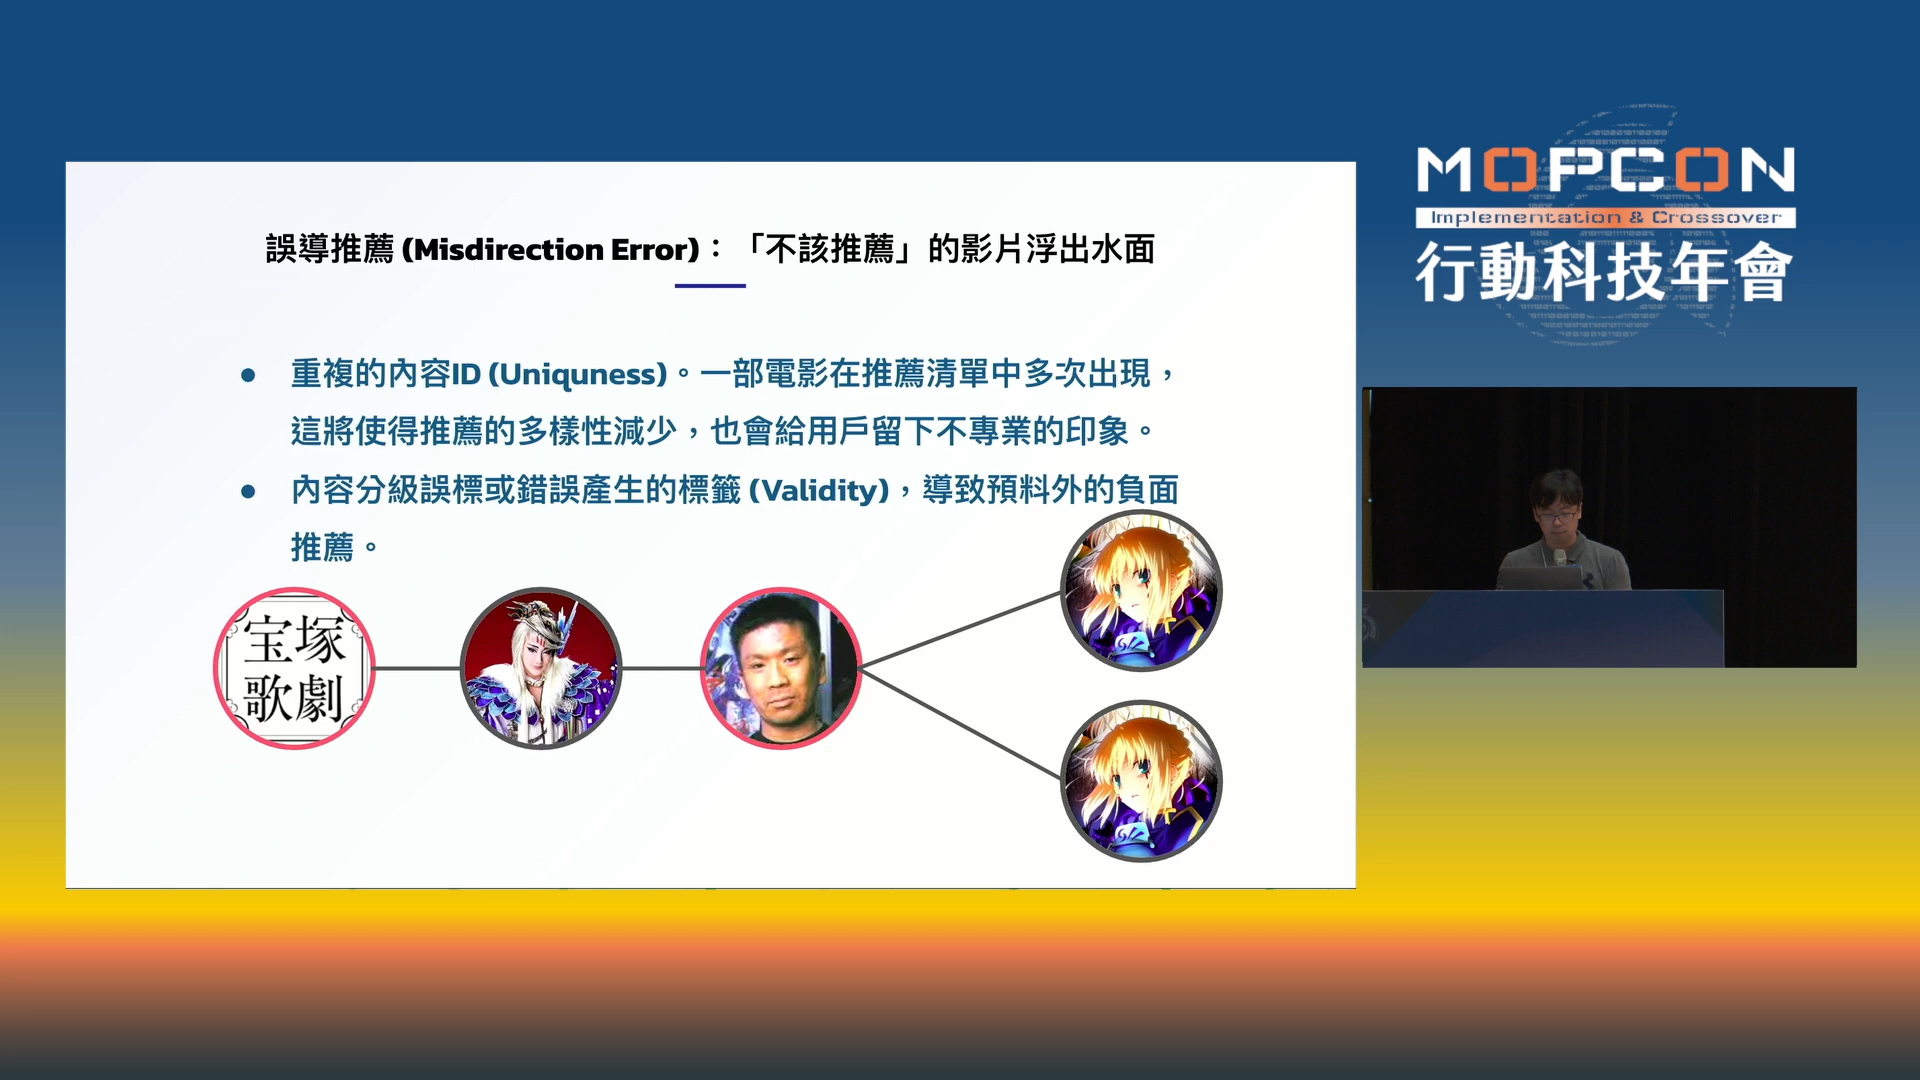 誤導推薦 (Misdirection Error)：「不該推薦」的影片浮出水面
● 重複的內容ID (Uniquness)。一部電影在推薦清單中多次出現，
這將使得推薦的多樣性減少，也會給用戶留下不專業的印象。
● 內容分級誤標或錯誤產生的標籤 (Validity)，導致預料外的負面
推薦。
宝塚
歌劇
MOPCON
Implementation & Crossover
行動科技年會